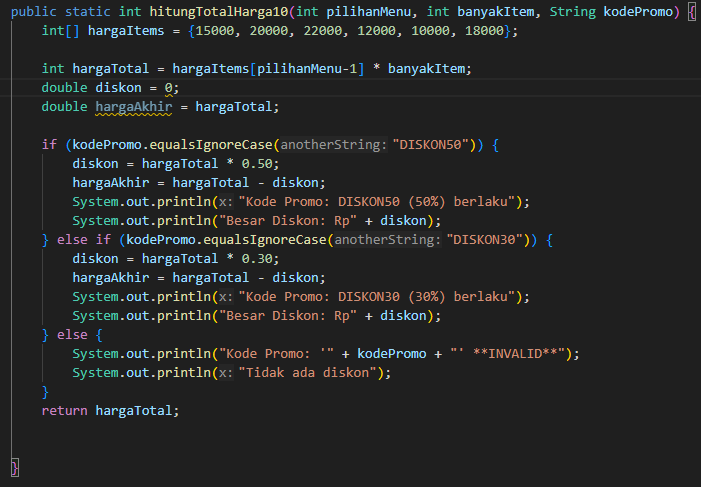 public static int hitungTotalHarga10(int pilihanMenu, int banyakItem, String kodePromo) {
    int[] hargaItems = {15000, 20000, 22000, 12000, 10000, 18000};
    int hargaTotal = hargaItems[pilihanMenu-1] * banyakItem;
    double diskon = 0;
    double hargaAkhir = hargaTotal;
    if (kodePromo.equalsIgnoreCase(anotherString: "DISKON50")) {
        diskon = hargaTotal * 0.50;
        hargaAkhir = hargaTotal - diskon;
        System.out.println(x: "Kode Promo: DISKON50 (50%) berlaku");
        System.out.println("Besar Diskon: Rp" + diskon);
    } else if (kodePromo.equalsIgnoreCase(anotherString: "DISKON30")) {
        diskon = hargaTotal * 0.30;
        hargaAkhir = hargaTotal - diskon;
        System.out.println(x: "Kode Promo: DISKON30 (30%) berlaku");
        System.out.println("Besar Diskon: Rp" + diskon);
    } else {
        System.out.println("Kode Promo: '" + kodePromo + "' **INVALID**");
        System.out.println(x: "Tidak ada diskon");
    }
    return hargaTotal;
}